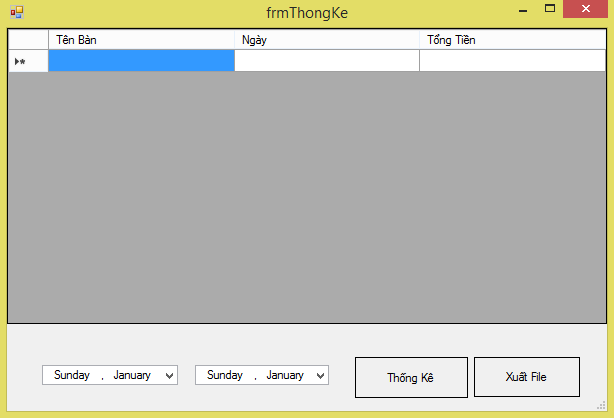 frmThongKe
Tên Bàn Ngày Tổng Tiền
Sunday , January Sunday , January Thống Kê Xuất File